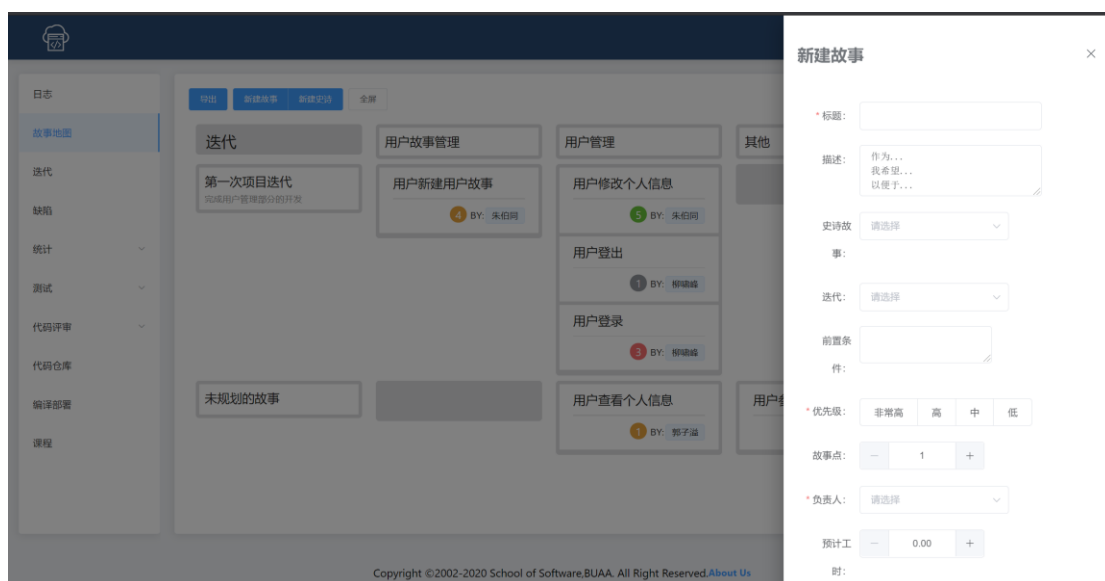 新建故事
日志
导出 新建故事 新建史诗 全屏
* 标题:
故事地图
迭代 用户故事管理 用户管理 其他
描述: 作为...
我希望...
以便于...
迭代
第一次项目迭代 用户新建用户故事 用户修改个人信息
完成用户管理部分的开发
缺陷
4 BY: 朱伯同 5 BY: 朱伯同
史诗故事: 请选择
统计
用户登出
测试
1 BY: 柳啸峰
迭代: 请选择
代码评审
用户登录
前置条件:
3 BY: 柳啸峰
代码仓库
编译部署
未规划的故事 用户查看个人信息
* 优先级: 非常高 高 中 低
1 BY: 郭子溢
课程
故事点: － 1 +
* 负责人: 请选择
预计工时: － 0.00 +
Copyright ©2002-2020 School of Software,BUAA. All Right Reserved.About Us